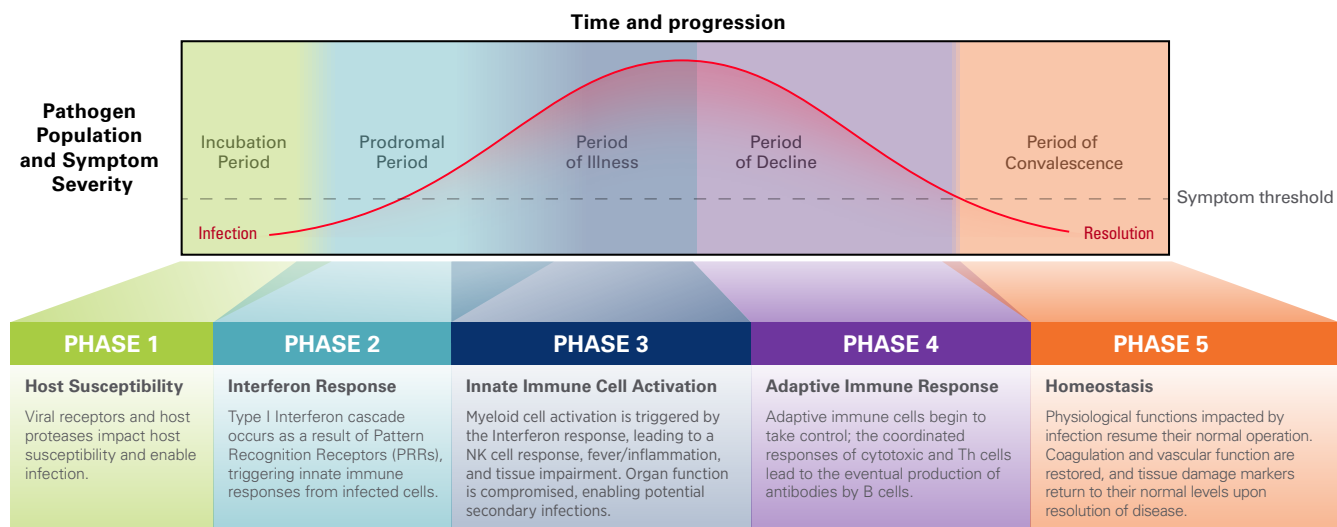 Time and progression
Pathogen
Population
and Symptom
Severity
Incubation
Period
Prodromal
Period
Period
of Illness
Period
of Decline
Period of
Convalescence
Symptom threshold
Infection
Resolution
PHASE 1
Host Susceptibility
Viral receptors and host
proteases impact host
susceptibility and enable
infection.
PHASE 2
Interferon Response
Type I Interferon cascade
occurs as a result of Pattern
Recognition Receptors (PRRs),
triggering innate immune
responses from infected cells.
PHASE 3
Innate Immune Cell Activation
Myeloid cell activation is triggered by
the Interferon response, leading to a
NK cell response, fever/inflammation,
and tissue impairment. Organ function
is compromised, enabling potential
secondary infections.
PHASE 4
Adaptive Immune Response
Adaptive immune cells begin to
take control; the coordinated
responses of cytotoxic and Th cells
lead to the eventual production of
antibodies by B cells.
PHASE 5
Homeostasis
Physiological functions impacted by
infection resume their normal operation.
Coagulation and vascular function are
restored, and tissue damage markers
return to their normal levels upon
resolution of disease.